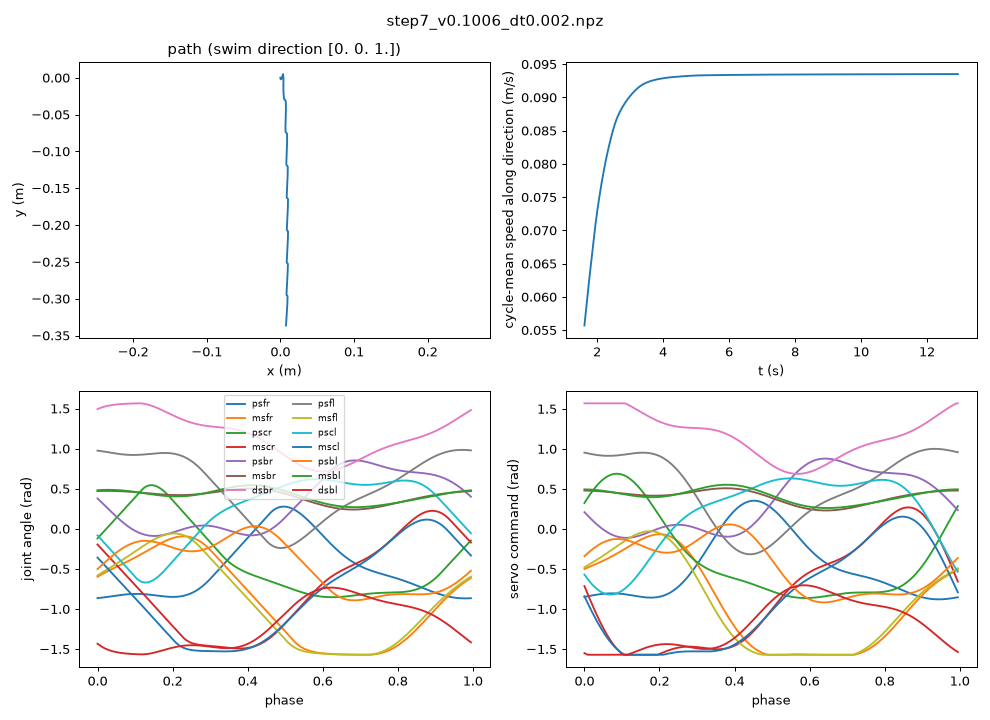 step7_v0.1006_dt0.002.npz
path (swim direction [0. 0. 1.])
0.00
−0.05
−0.10
−0.15
−0.20
−0.25
−0.30
−0.35
y (m)
−0.2
−0.1
0.0
0.1
0.2
x (m)
0.095
0.090
0.085
0.080
0.075
0.070
0.065
0.060
0.055
cycle-mean speed along direction (m/s)
2
4
6
8
10
12
t (s)
1.5
1.0
0.5
0.0
−0.5
−1.0
−1.5
joint angle (rad)
psfr
msfr
pscr
mscr
psbr
msbr
dsbr
psfl
msfl
pscl
mscl
psbl
msbl
dsbl
0.0
0.2
0.4
0.6
0.8
1.0
phase
1.5
1.0
0.5
0.0
−0.5
−1.0
−1.5
servo command (rad)
0.0
0.2
0.4
0.6
0.8
1.0
phase